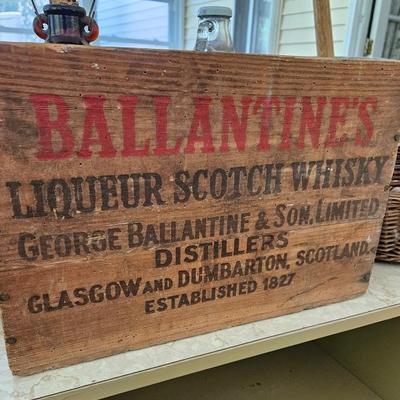 BALLANTINE'S
LIQUEUR SCOTCH WHISKY
GEORGE BALLANTINE & SON, LIMITED
DISTILLERS
GLASGOW AND DUMBARTON, SCOTLAND.
ESTABLISHED 1827